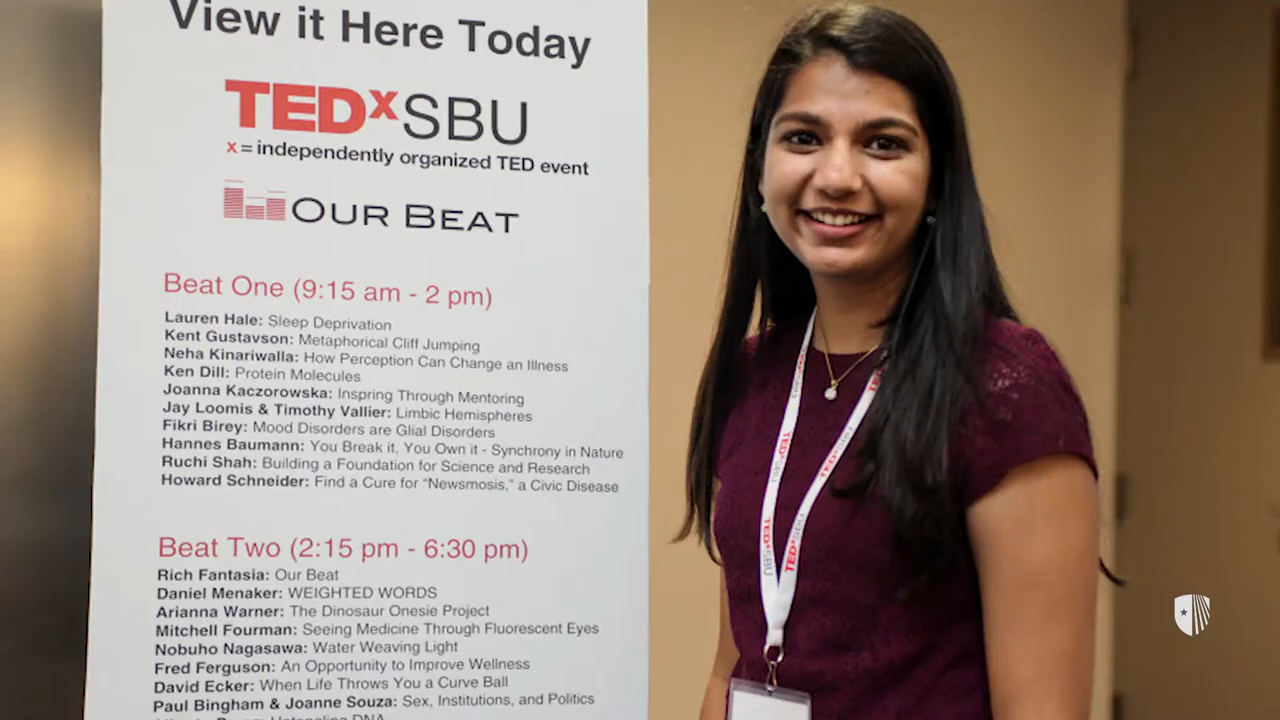 View it Here Today
TEDxSBU
x = independently organized TED event
OUR BEAT
Beat One (9:15 am - 2 pm)
Lauren Hale: Sleep Deprivation
Kent Gustavson: Metaphorical Cliff Jumping
Neha Kinariwalla: How Perception Can Change an Illness
Ken Dill: Protein Molecules
Joanna Kaczorowska: Inspring Through Mentoring
Jay Loomis & Timothy Vallier: Limbic Hemispheres
Fikri Birey: Mood Disorders are Glial Disorders
Hannes Baumann: You Break it, You Own it - Synchrony in Nature
Ruchi Shah: Building a Foundation for Science and Research
Howard Schneider: Find a Cure for “Newsmosis,” a Civic Disease
Beat Two (2:15 pm - 6:30 pm)
Rich Fantasia: Our Beat
Daniel Menaker: WEIGHTED WORDS
Arianna Warner: The Dinosaur Onesie Project
Mitchell Fourman: Seeing Medicine Through Fluorescent Eyes
Nobuho Nagasawa: Water Weaving Light
Fred Ferguson: An Opportunity to Improve Wellness
David Ecker: When Life Throws You a Curve Ball
Paul Bingham & Joanne Souza: Sex, Institutions, and Politics
Untangling DNA
TEDxSBU
TEDxSBU
TEDxSBU
TEDxSBU